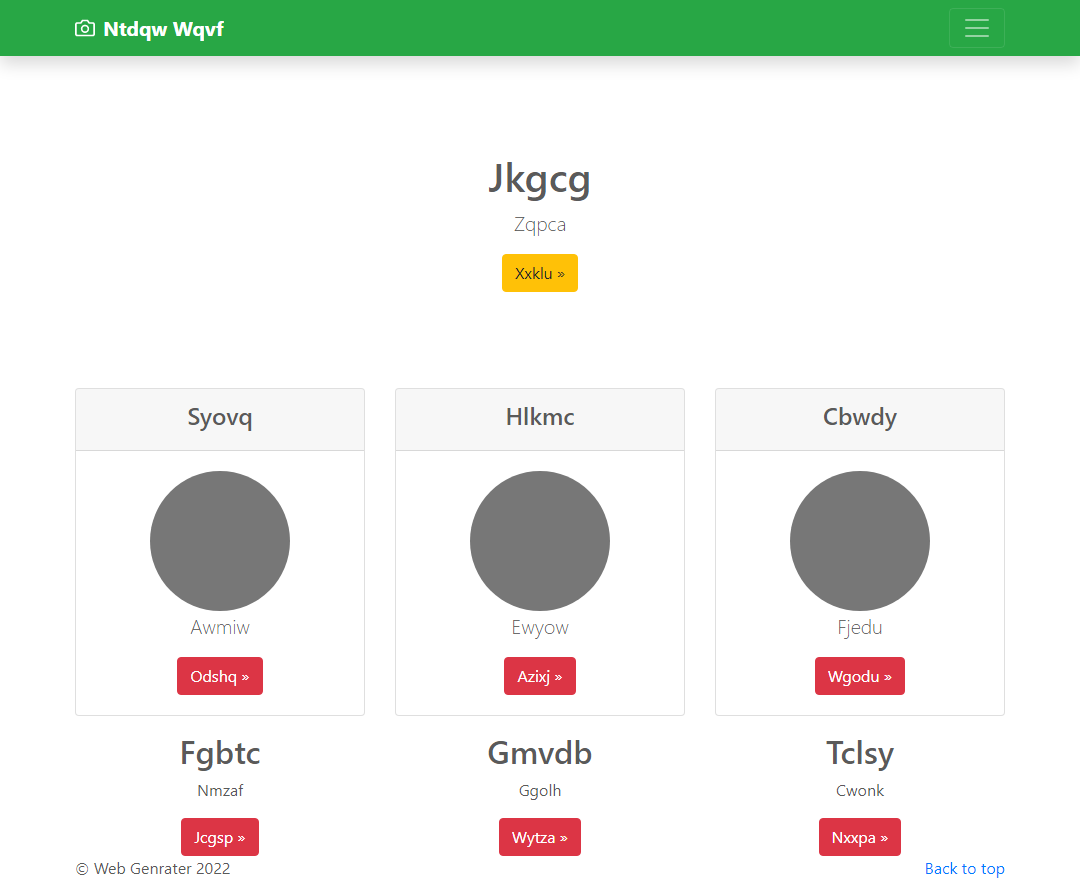 Ntdqw Wqvf
Jkgcg
Zqpca
Xxklu »
Syovq
Awmiw
Odshq »
Hlkmc
Ewyow
Azixj »
Cbwdy
Fjedu
Wgodu »
Fgbtc
Nmzaf
Jcgsp »
Gmvdb
Ggolh
Wytza »
Tclsy
Cwonk
Nxxpa »
© Web Genrater 2022
Back to top